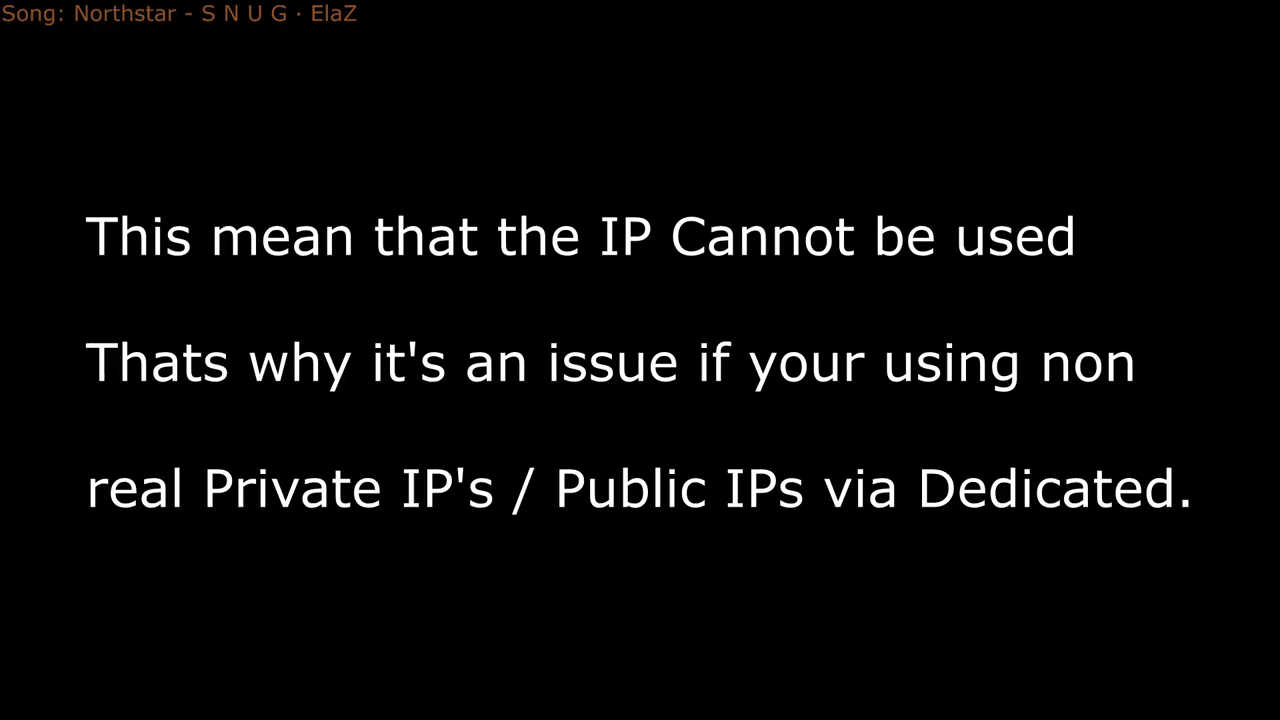 Song: Northstar - S N U G · ElaZ
This mean that the IP Cannot be used
Thats why it's an issue if your using non
real Private IP's / Public IPs via Dedicated.